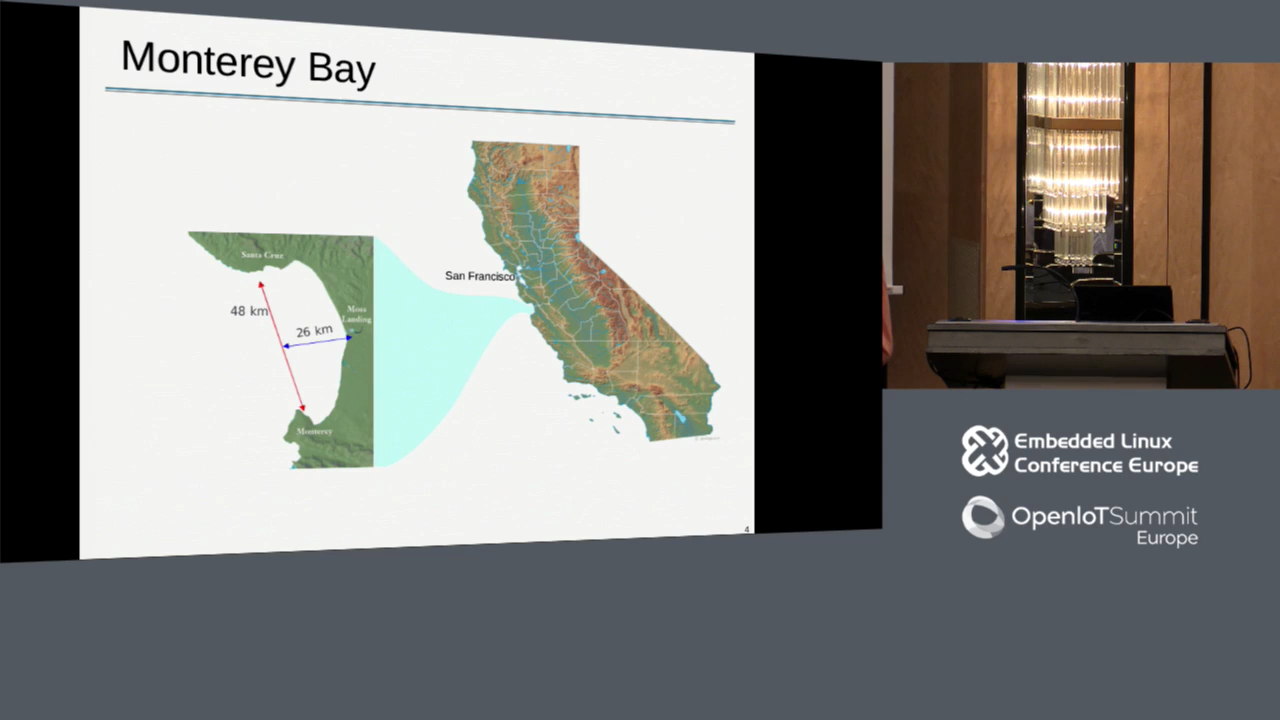 Monterey Bay
Santa Cruz
San Francisco
48 km
Moss
Landing
26 km
Monterey
4
Embedded Linux
Conference Europe
OpenIoTSummit
Europe